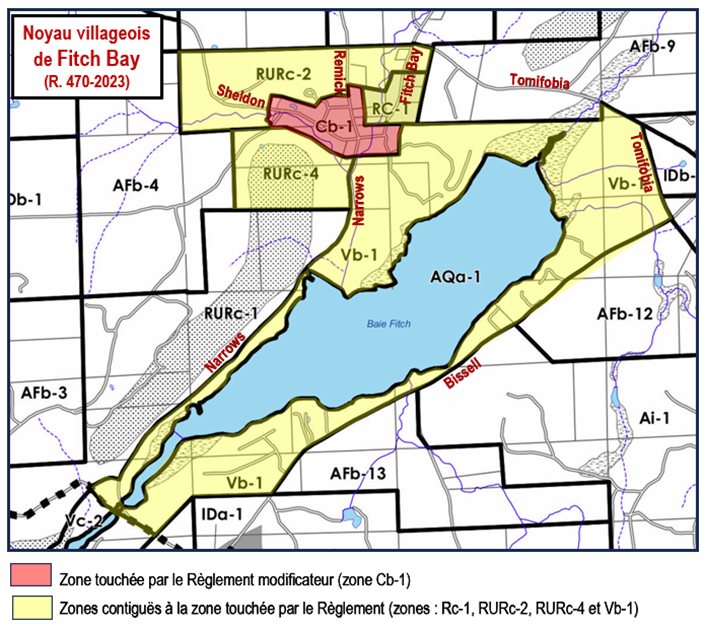 Noyau villageois
de Fitch Bay
(R. 470-2023)
AFb-9
RURc-2
Remick
Fitch Bay
Tomifobia
Sheldon
RC-1
Cb-1
Tomifobia
AFb-4
RURc-4
Vb-1
IDb-
Db-1
Narrows
Vb-1
AQa-1
RURc-1
Baie Fitch
AFb-12
Narrows
Bissell
AFb-3
Ai-1
Vb-1
AFb-13
Vc-2
IDa-1
Zone touchée par le Règlement modificateur (zone Cb-1)
Zones contiguës à la zone touchée par le Règlement (zones : Rc-1, RURc-2, RURc-4 et Vb-1)